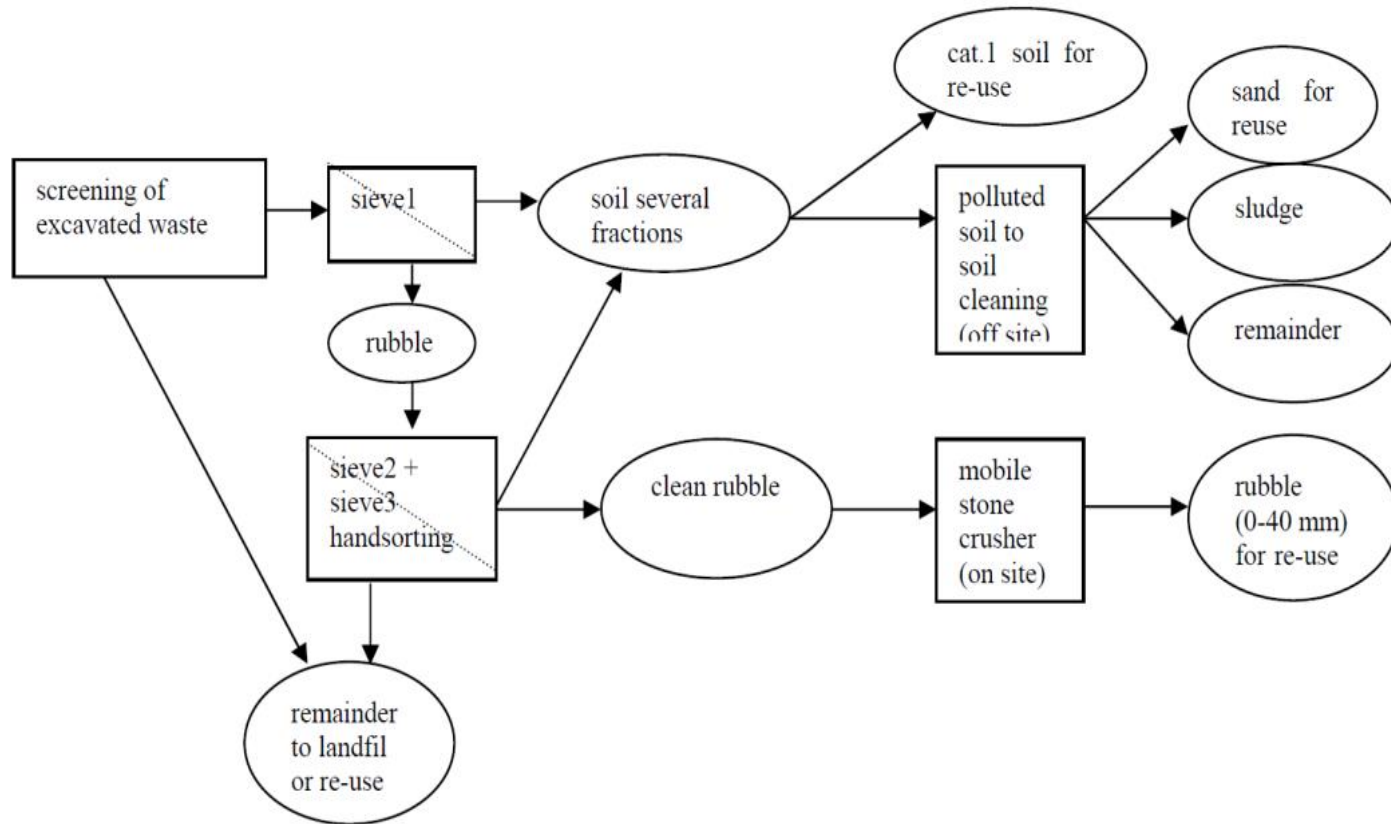 cat.1 soil for
re-use
sand for
reuse
screening of
excavated waste
sieve1
soil several
fractions
polluted
soil to
soil
cleaning
(off site)
sludge
remainder
rubble
sieve2 +
sieve3
handsorting
clean rubble
mobile
stone
crusher
(on site)
rubble
(0-40 mm)
for re-use
remainder
to landfil
or re-use